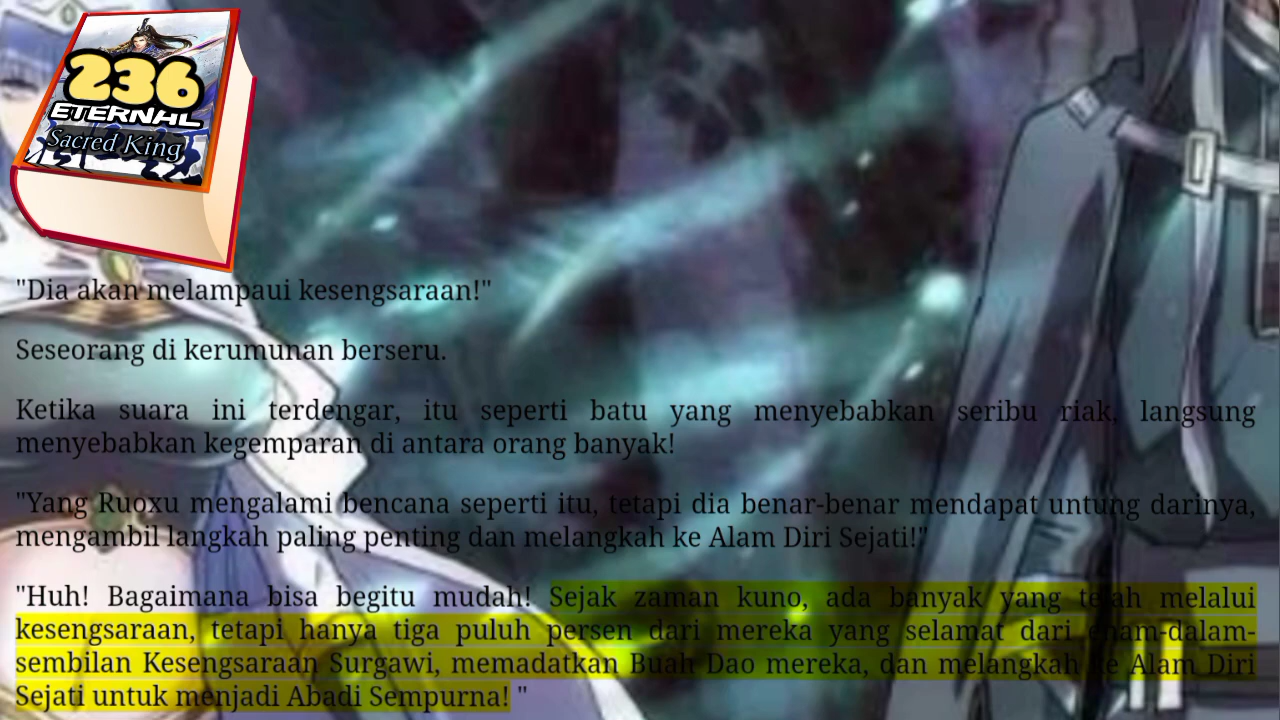 236
ETERNAL
Sacred King
"Dia akan melampaui kesengsaraan!"
Seseorang di kerumunan berseru.
Ketika suara ini terdengar, itu seperti batu yang menyebabkan seribu riak, langsung
menyebabkan kegemparan di antara orang banyak!
"Yang Ruoxu mengalami bencana seperti itu, tetapi dia benar-benar mendapat untung darinya,
mengambil langkah paling penting dan melangkah ke Alam Diri Sejati!"
"Huh! Bagaimana bisa begitu mudah! Sejak zaman kuno, ada banyak yang telah melalui
kesengsaraan, tetapi hanya tiga puluh persen dari mereka yang selamat dari enam-dalam-
sembilan Kesengsaraan Surgawi, memadatkan Buah Dao mereka, dan melangkah ke Alam Diri
Sejati untuk menjadi Abadi Sempurna! "